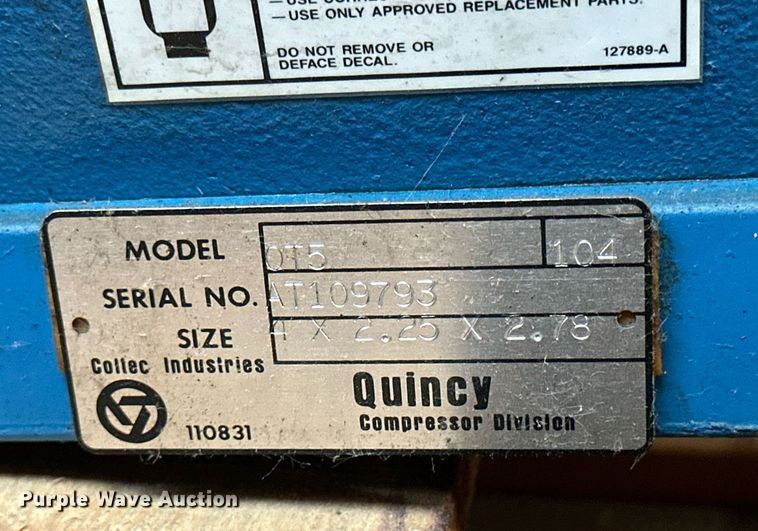 —USE ONLY APPROVED REPLACEMENT PARTS.
DO NOT REMOVE OR
DEFACE DECAL.
127889-A
MODEL QT5 104
SERIAL NO. AT109793
SIZE 4 X 2.25 X 2.78
Coltec Industries
Quincy
Compressor Division
110831
Purple Wave Auction